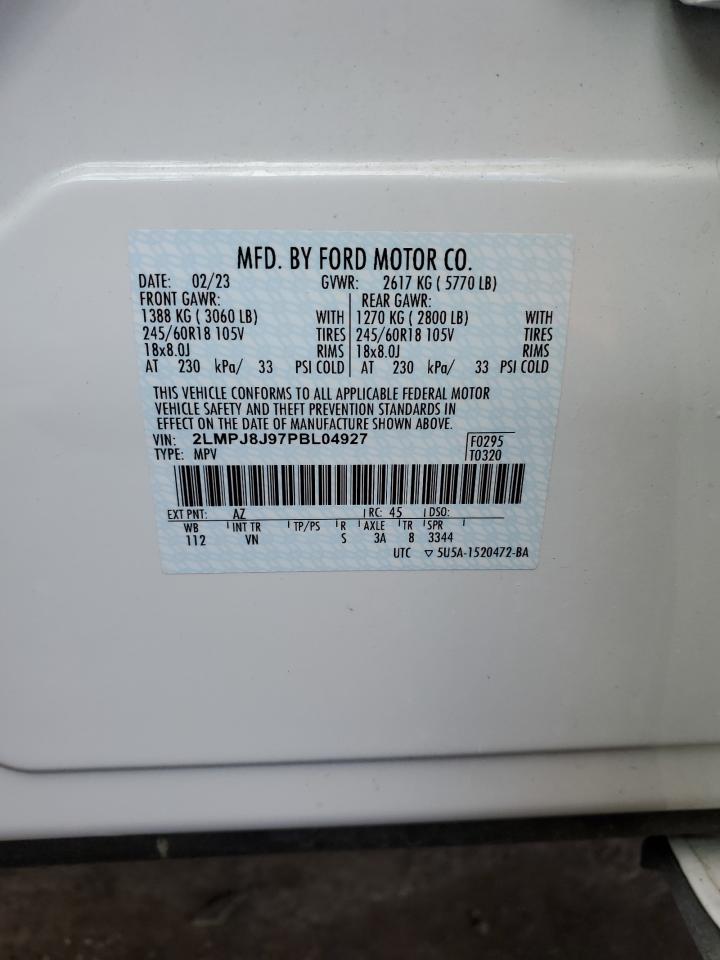 MFD. BY FORD MOTOR CO.
DATE: 02/23 GVWR: 2617 KG ( 5770 LB)
FRONT GAWR: REAR GAWR:
1388 KG ( 3060 LB) WITH 1270 KG ( 2800 LB) WITH
245/60R18 105V TIRES 245/60R18 105V TIRES
18x8.0J RIMS 18x8.0J RIMS
AT 230 kPa/ 33 PSI COLD AT 230 kPa/ 33 PSI COLD
THIS VEHICLE CONFORMS TO ALL APPLICABLE FEDERAL MOTOR
VEHICLE SAFETY AND THEFT PREVENTION STANDARDS IN
EFFECT ON THE DATE OF MANUFACTURE SHOWN ABOVE.
VIN: 2LMPJ8J97PBL04927 F0295
TYPE: MPV T0320
EXT PNT: AZ RC: 45 DSO:
WB INT TR TP/PS R AXLE TR SPR
112 VN S 3A 8 3344
UTC ▽ 5U5A-1520472-BA